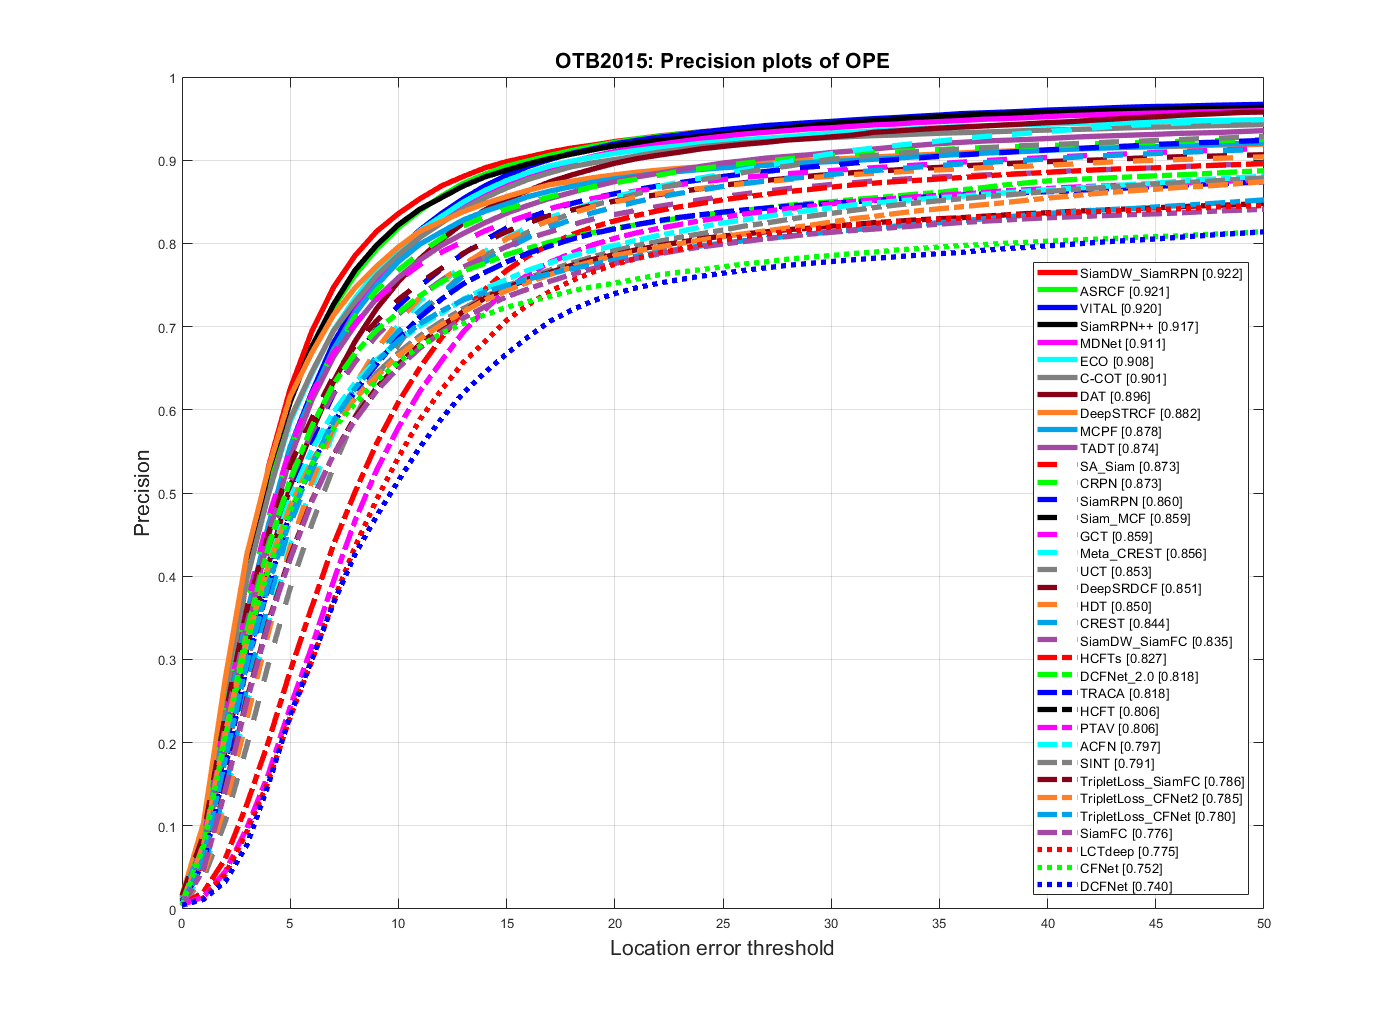 OTB2015: Precision plots of OPE
1
0.9
0.8
0.7
0.6
0.5
0.4
0.3
0.2
0.1
0
Precision
SiamDW_SiamRPN [0.922]
ASRCF [0.921]
VITAL [0.920]
SiamRPN++ [0.917]
MDNet [0.911]
ECO [0.908]
C-COT [0.901]
DAT [0.896]
DeepSTRCF [0.882]
MCPF [0.878]
TADT [0.874]
SA_Siam [0.873]
CRPN [0.873]
SiamRPN [0.860]
Siam_MCF [0.859]
GCT [0.859]
Meta_CREST [0.856]
UCT [0.853]
DeepSRDCF [0.851]
HDT [0.850]
CREST [0.844]
SiamDW_SiamFC [0.835]
HCFTs [0.827]
DCFNet_2.0 [0.818]
TRACA [0.818]
HCFT [0.806]
PTAV [0.806]
ACFN [0.797]
SINT [0.791]
TripletLoss_SiamFC [0.786]
TripletLoss_CFNet2 [0.785]
TripletLoss_CFNet [0.780]
SiamFC [0.776]
LCTdeep [0.775]
CFNet [0.752]
DCFNet [0.740]
0 5 10 15 20 25 30 35 40 45 50
Location error threshold